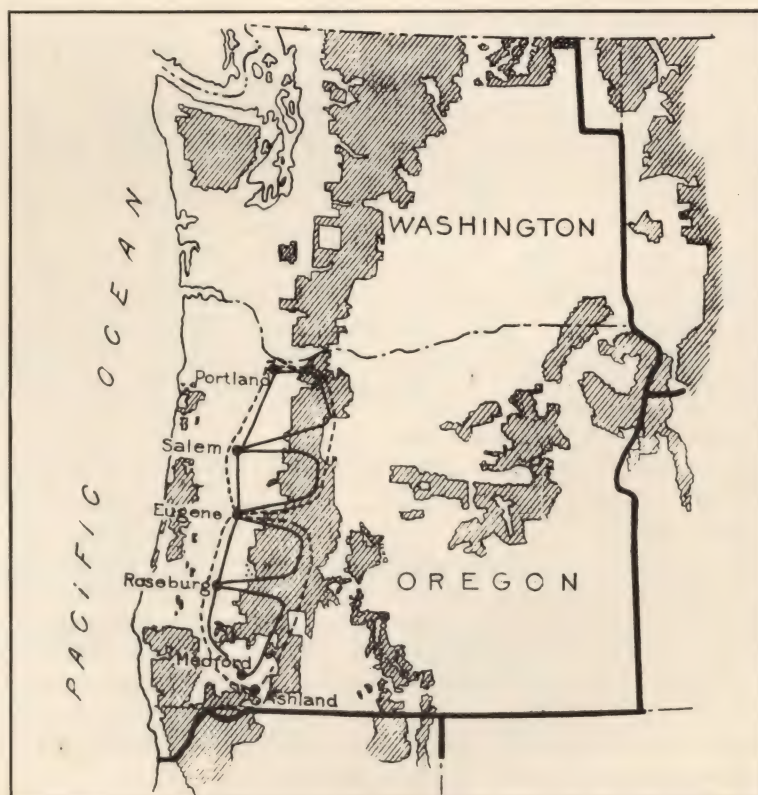 WASHINGTON
PACiFiC OCEAN
Portland
Salem
Eugene
Roseburg
OREGON
Medford
Ashland